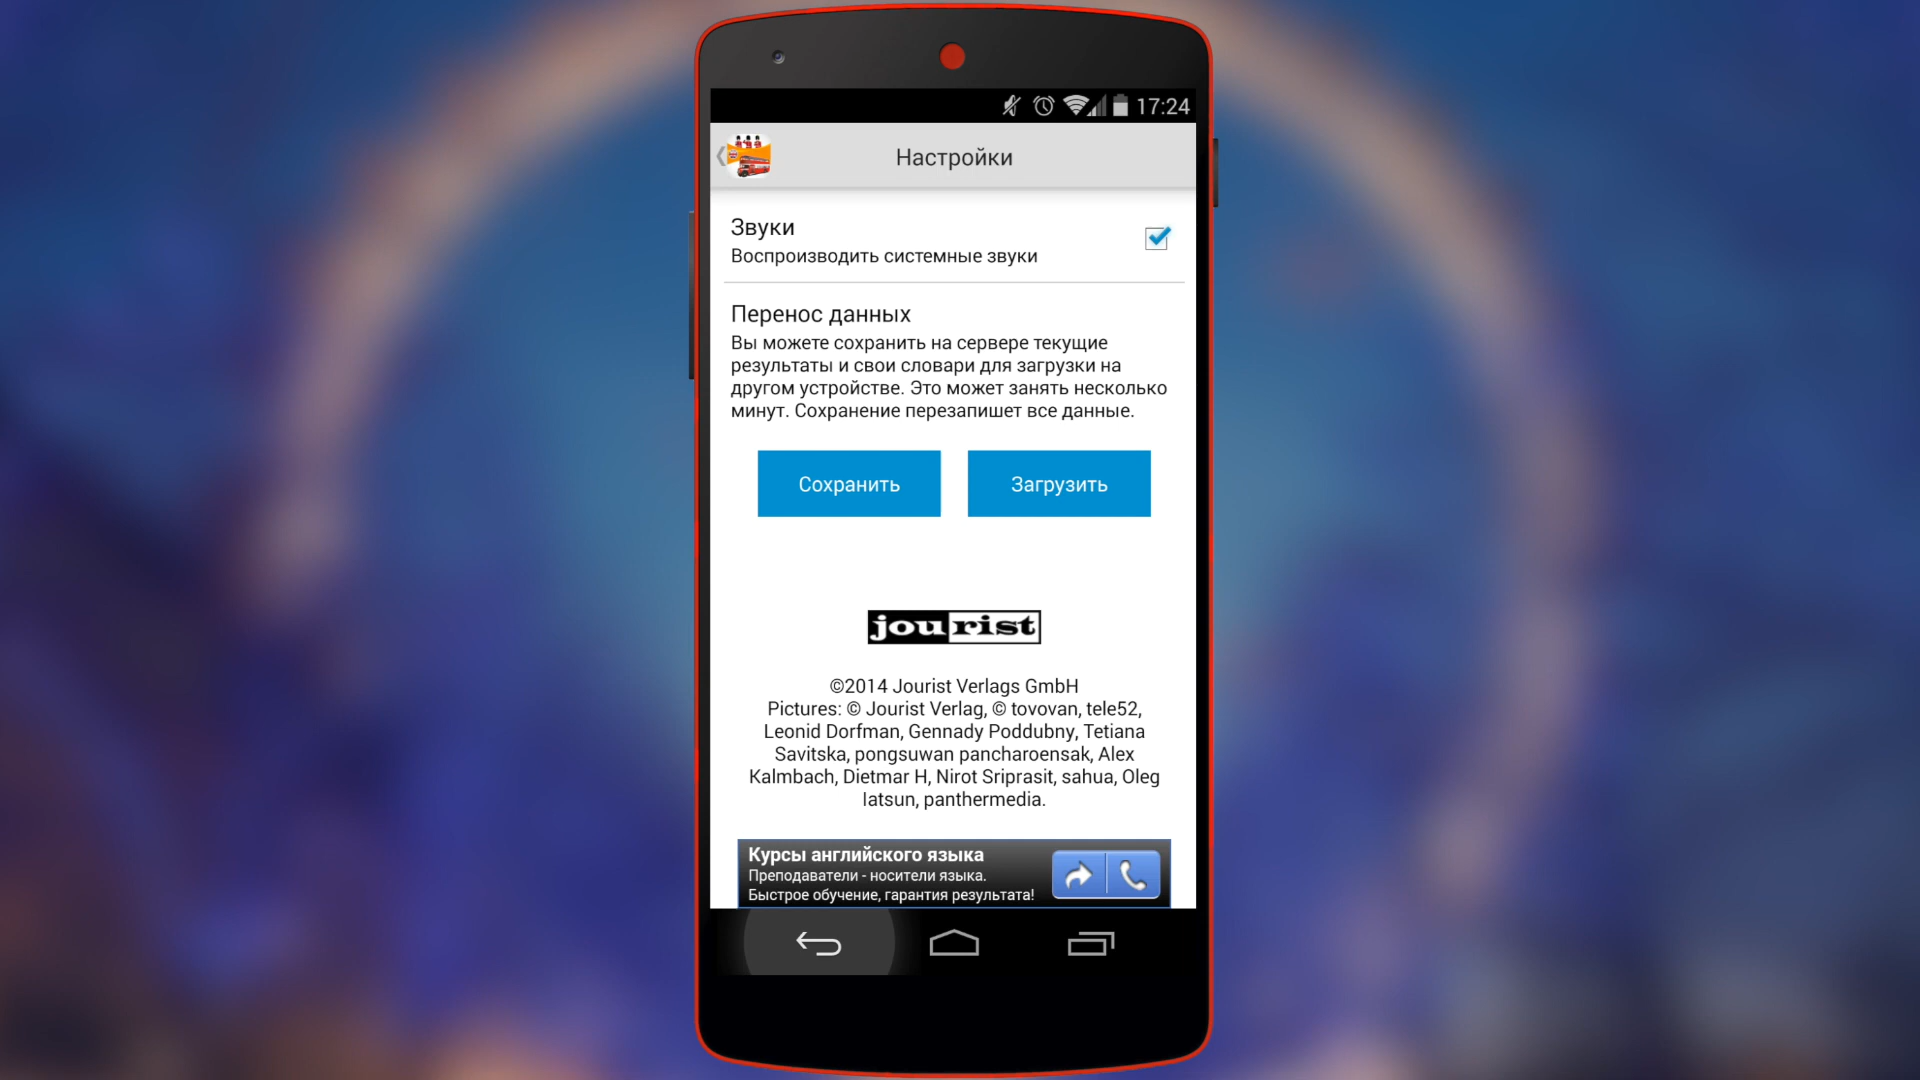 17:24
Настройки
Звуки
Воспроизводить системные звуки
Перенос данных
Вы можете сохранить на сервере текущие
результаты и свои словари для загрузки на
другом устройстве. Это может занять несколько
минут. Сохранение перезапишет все данные.
Сохранить
Загрузить
jourist
©2014 Jourist Verlags GmbH
Pictures: © Jourist Verlag, © tovovan, tele52,
Leonid Dorfman, Gennady Poddubny, Tetiana
Savitska, pongsuwan pancharoensak, Alex
Kalmbach, Dietmar H, Nirot Sriprasit, sahua, Oleg
Iatsun, panthermedia.
Курсы английского языка
Преподаватели - носители языка.
Быстрое обучение, гарантия результата!